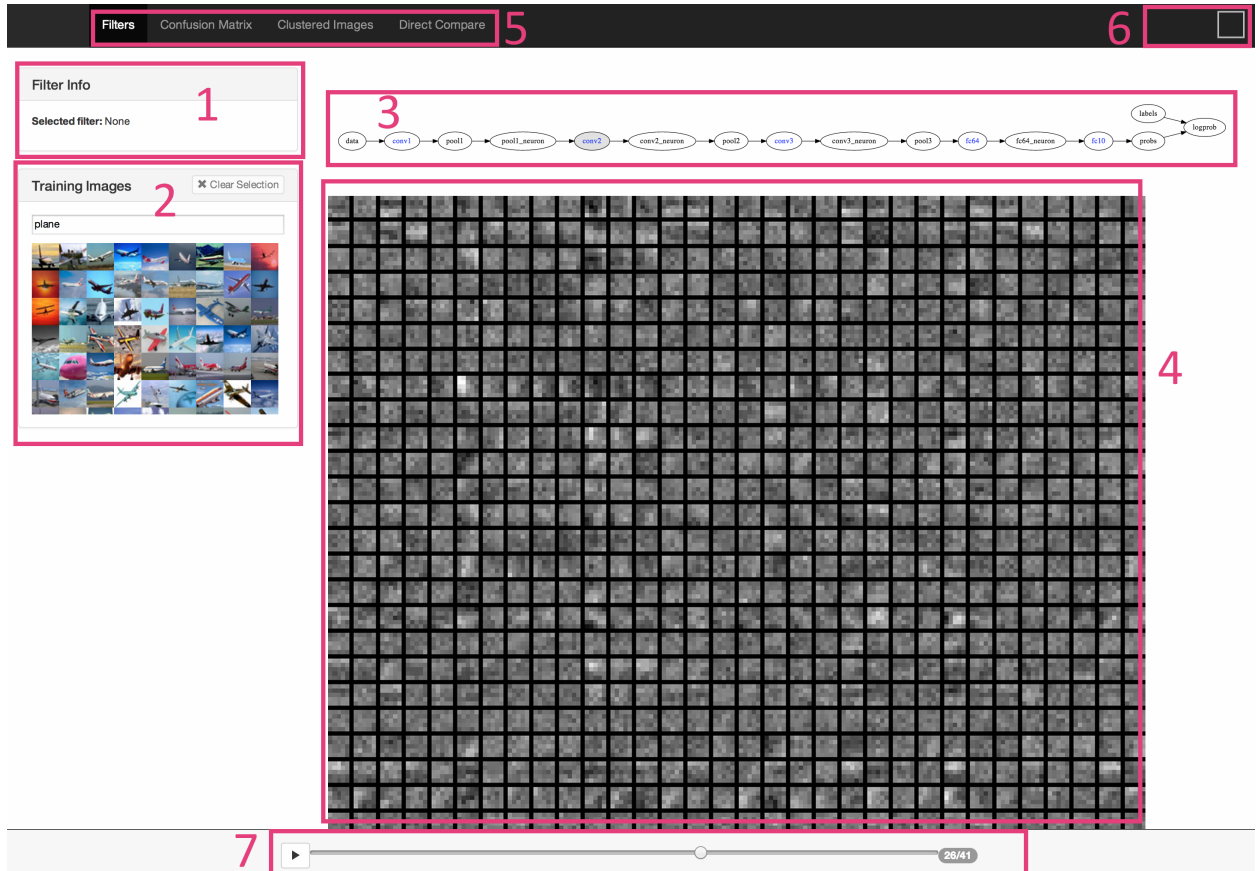 Filters Confusion Matrix Clustered Images Direct Compare 5 6
Filter Info
1
Selected filter: None
3
data conv1 pool1 pool1_neuron conv2 conv2_neuron pool2 conv3 conv3_neuron pool3 fc64 fc64_neuron fc10 probs labels logprob
Training Images 2 ✖ Clear Selection
plane
4
7
26/41